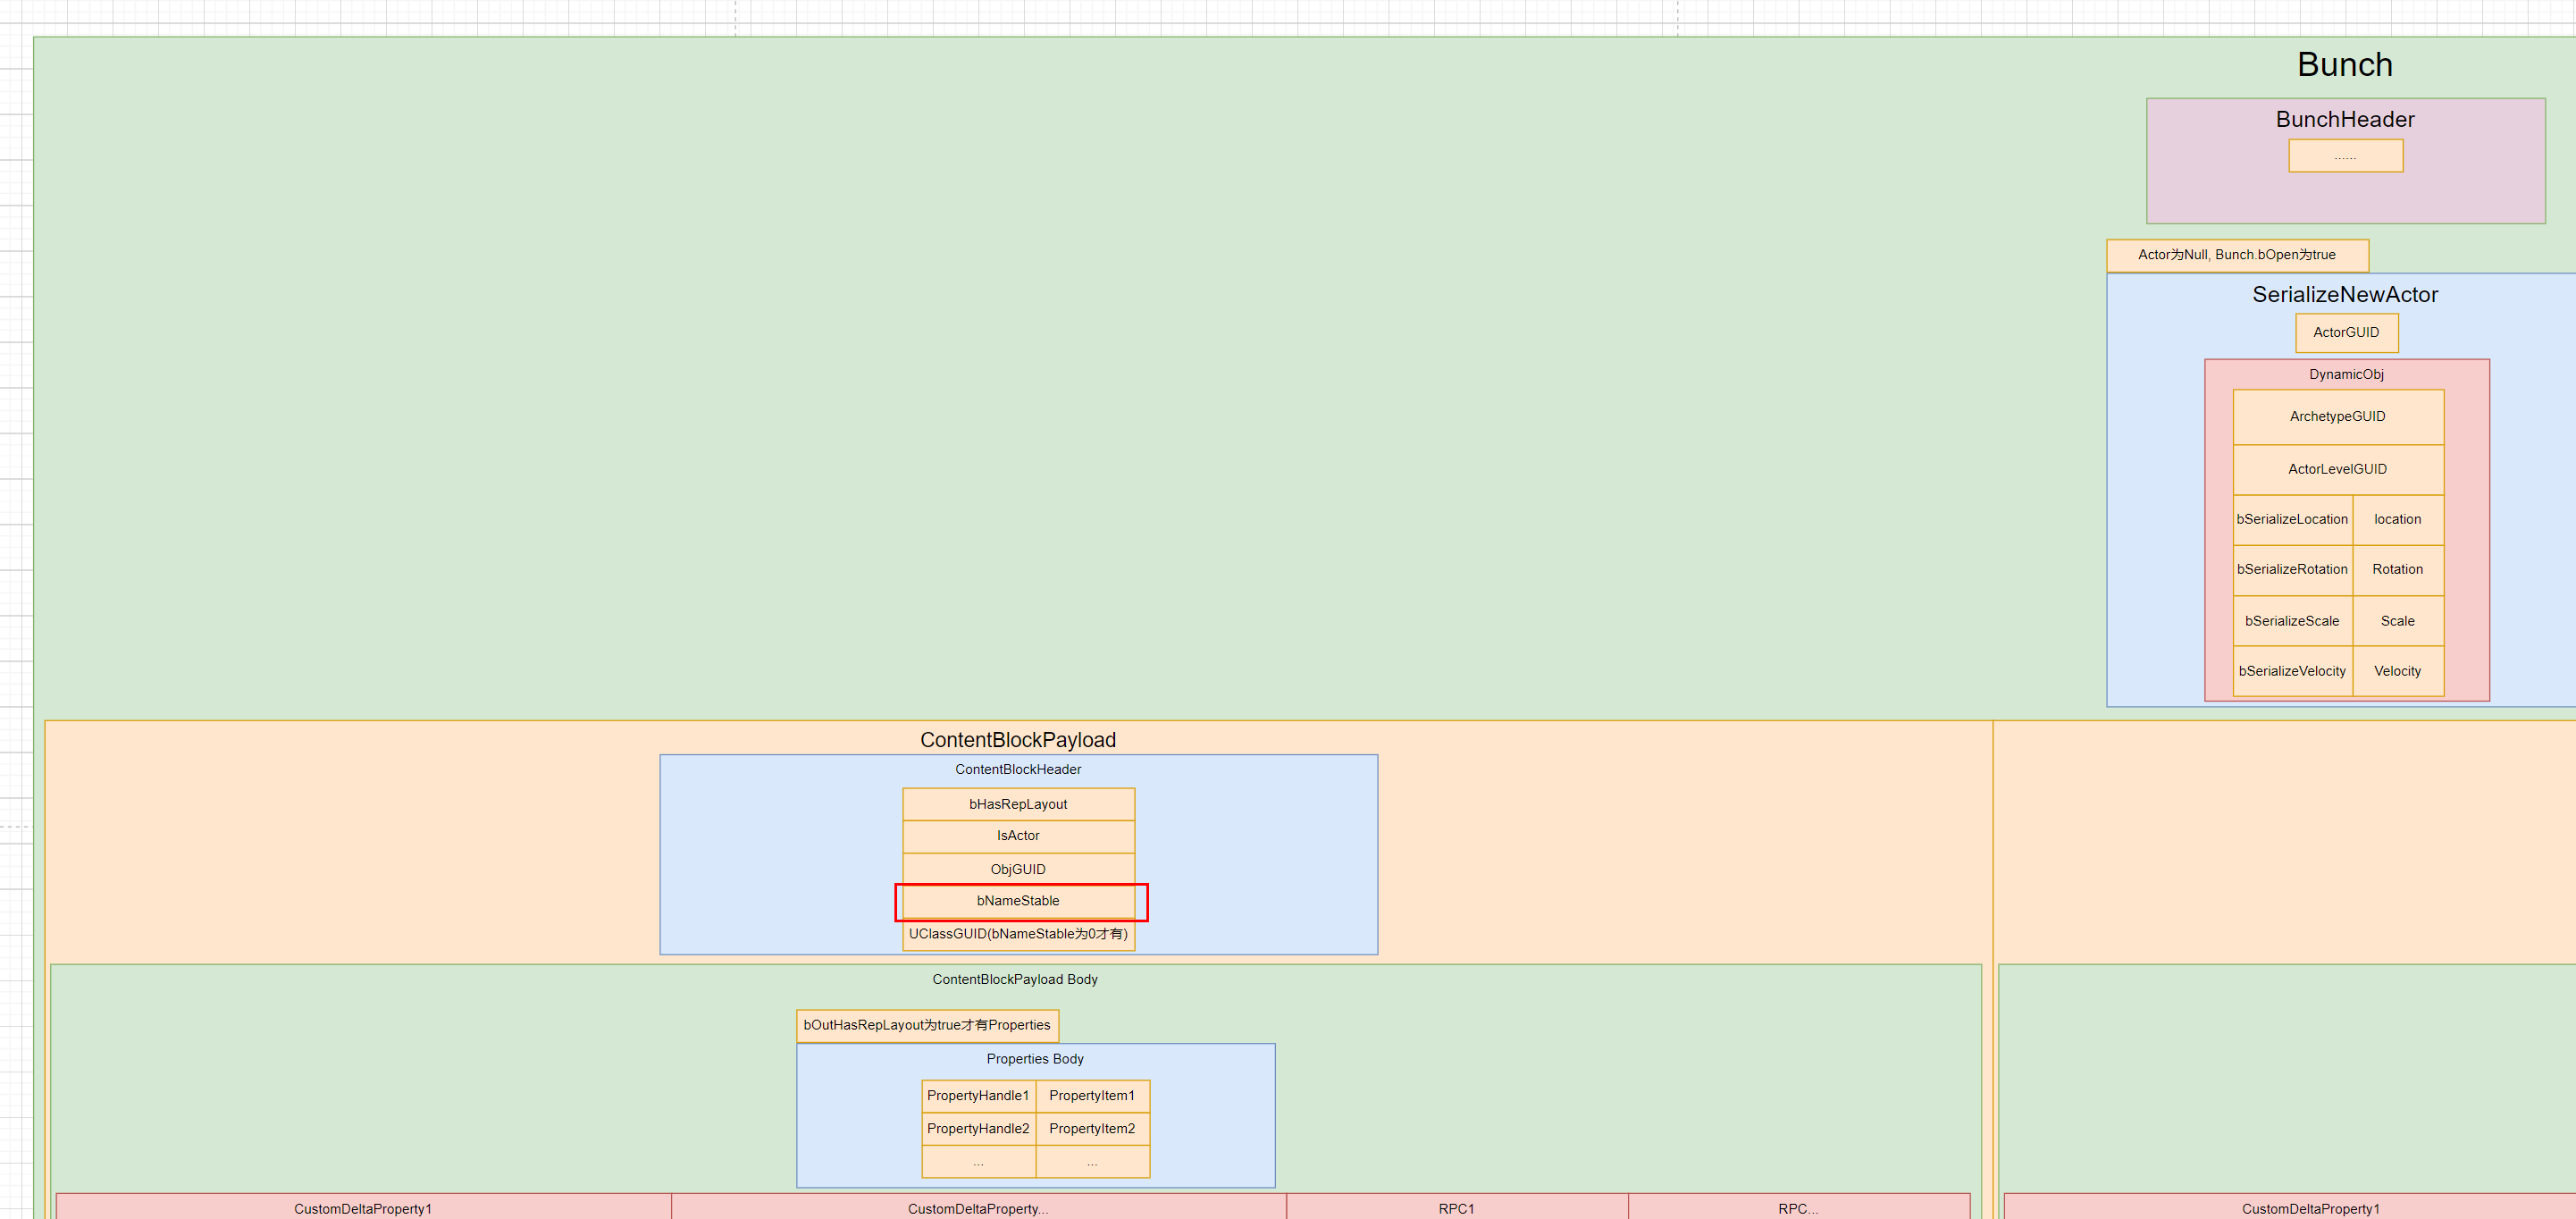 Bunch
BunchHeader
......
Actor为Null, Bunch.bOpen为true
SerializeNewActor
ActorGUID
DynamicObj
ArchetypeGUID
ActorLevelGUID
bSerializeLocation location
bSerializeRotation Rotation
bSerializeScale Scale
bSerializeVelocity Velocity
ContentBlockPayload
ContentBlockHeader
bHasRepLayout
IsActor
ObjGUID
bNameStable
UClassGUID(bNameStable为0才有)
ContentBlockPayload Body
bOutHasRepLayout为true才有Properties
Properties Body
PropertyHandle1 PropertyItem1
PropertyHandle2 PropertyItem2
... ...
CustomDeltaProperty1 CustomDeltaProperty... RPC1 RPC... CustomDeltaProperty1